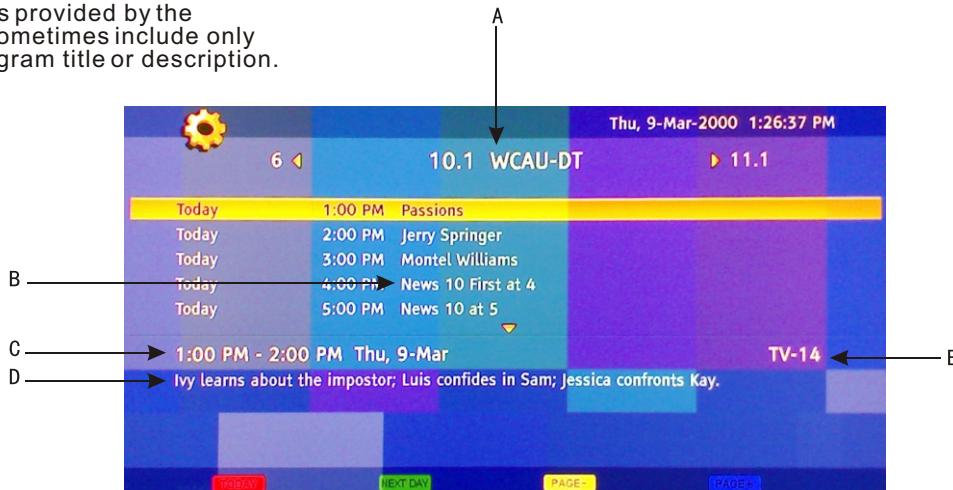 s provided by the
ometimes include only
gram title or description.
A
Thu, 9-Mar-2000 1:26:37 PM
6 10.1 WCAU-DT 11.1
Today 1:00 PM Passions
Today 2:00 PM Jerry Springer
Today 3:00 PM Montel Williams
B
Today 4:00 PM News 10 First at 4
Today 5:00 PM News 10 at 5
C 1:00 PM - 2:00 PM Thu, 9-Mar TV-14 E
D Ivy learns about the impostor; Luis confides in Sam; Jessica confronts Kay.
TODAY NEXT DAY PAGE- PAGE+